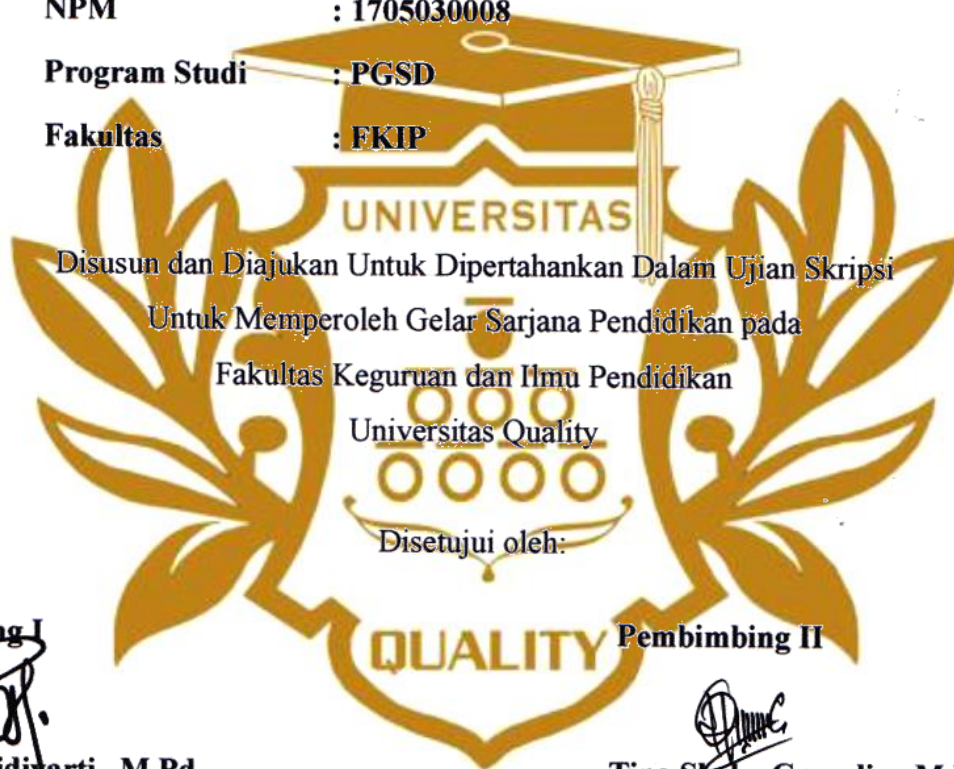 NPM : 1705030008
Program Studi : PGSD
Fakultas : FKIP
UNIVERSITAS
Disusun dan Diajukan Untuk Dipertahankan Dalam Ujian Skripsi
Untuk Memperoleh Gelar Sarjana Pendidikan pada
Fakultas Keguruan dan Ilmu Pendidikan
Universitas Quality
Disetujui oleh:
QUALITY
Pembimbing II
M.Pd